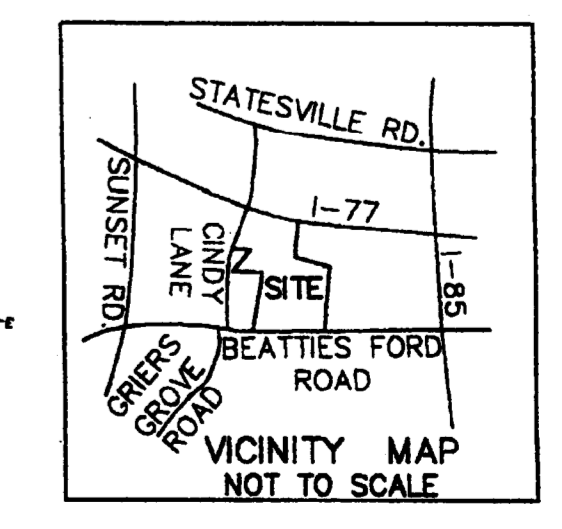 STATESVILLE RD.
SUNSET RD.
I-77
CINDY
LANE
SITE
I-85
BEATTIES FORD
ROAD
GRIERS
GROVE
ROAD
VICINITY MAP
NOT TO SCALE